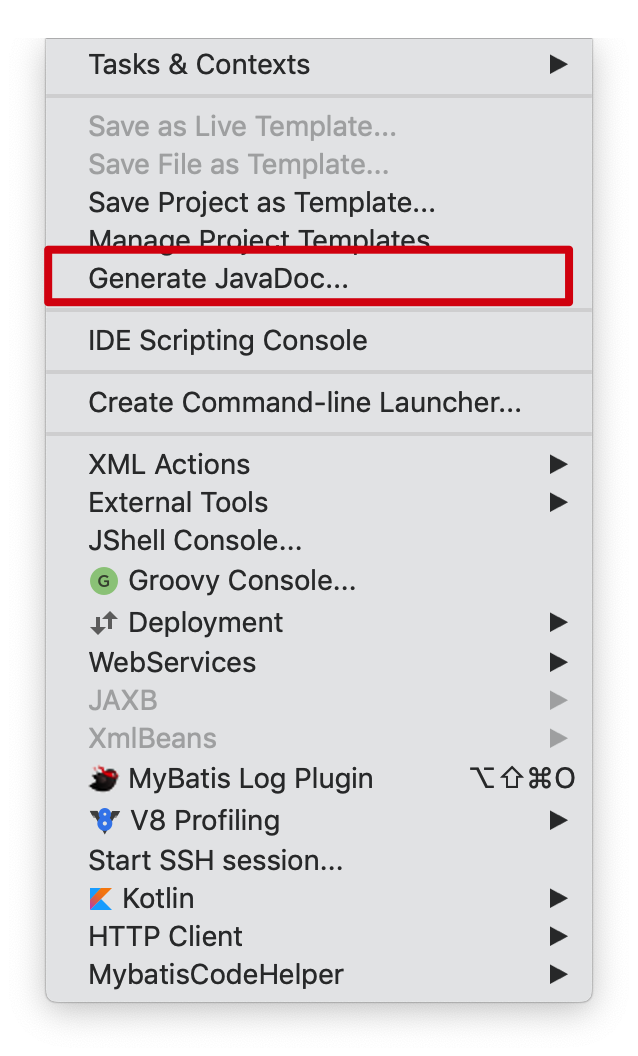 Tasks & Contexts
Save as Live Template...
Save File as Template...
Save Project as Template...
Manage Project Templates
Generate JavaDoc...
IDE Scripting Console
Create Command-line Launcher...
XML Actions
External Tools
JShell Console...
G Groovy Console...
Deployment
WebServices
JAXB
XmlBeans
MyBatis Log Plugin ⌥⇧⌘O
8 V8 Profiling
Start SSH session...
Kotlin
HTTP Client
MybatisCodeHelper